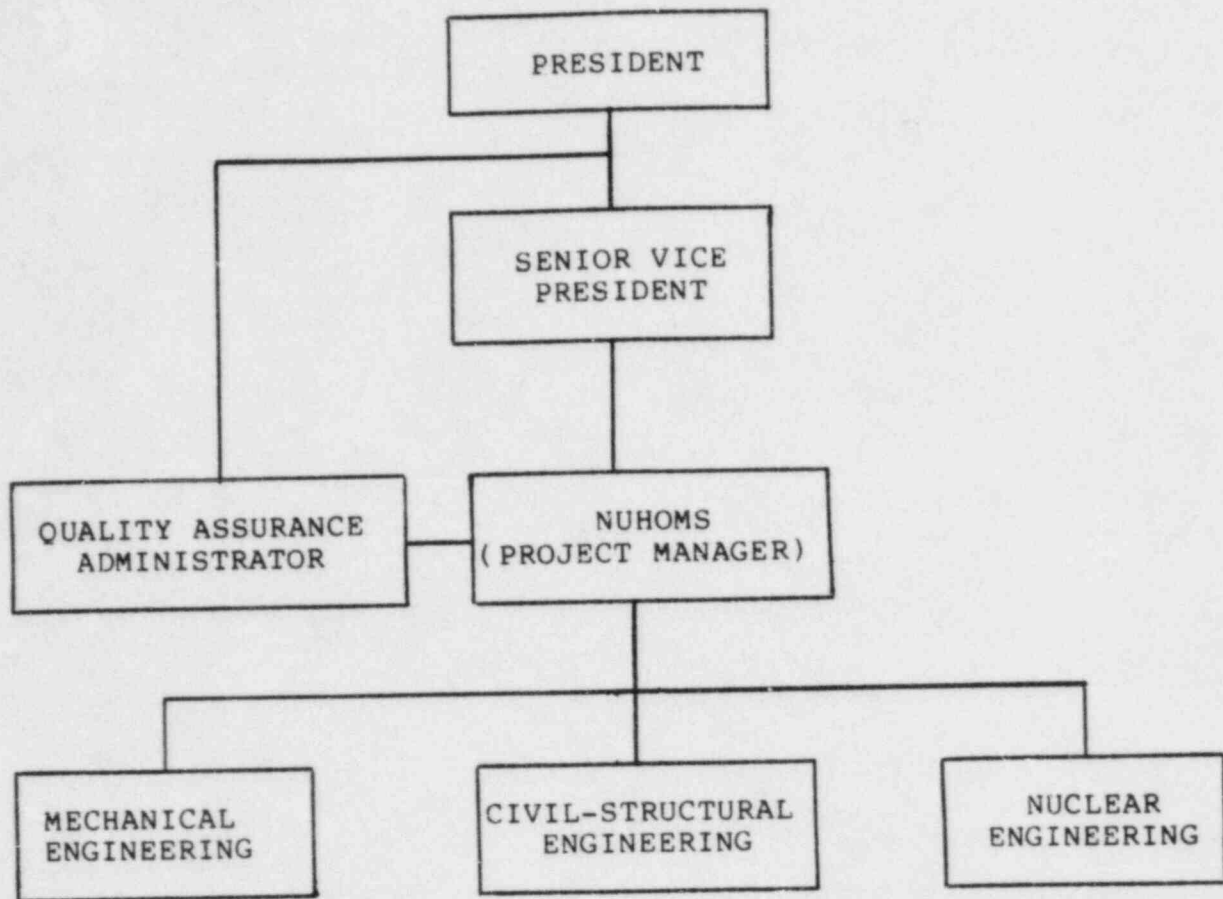 PRESIDENT
SENIOR VICE
PRESIDENT
QUALITY ASSURANCE
ADMINISTRATOR
NUHOMS
(PROJECT MANAGER)
MECHANICAL
ENGINEERING
CIVIL-STRUCTURAL
ENGINEERING
NUCLEAR
ENGINEERING